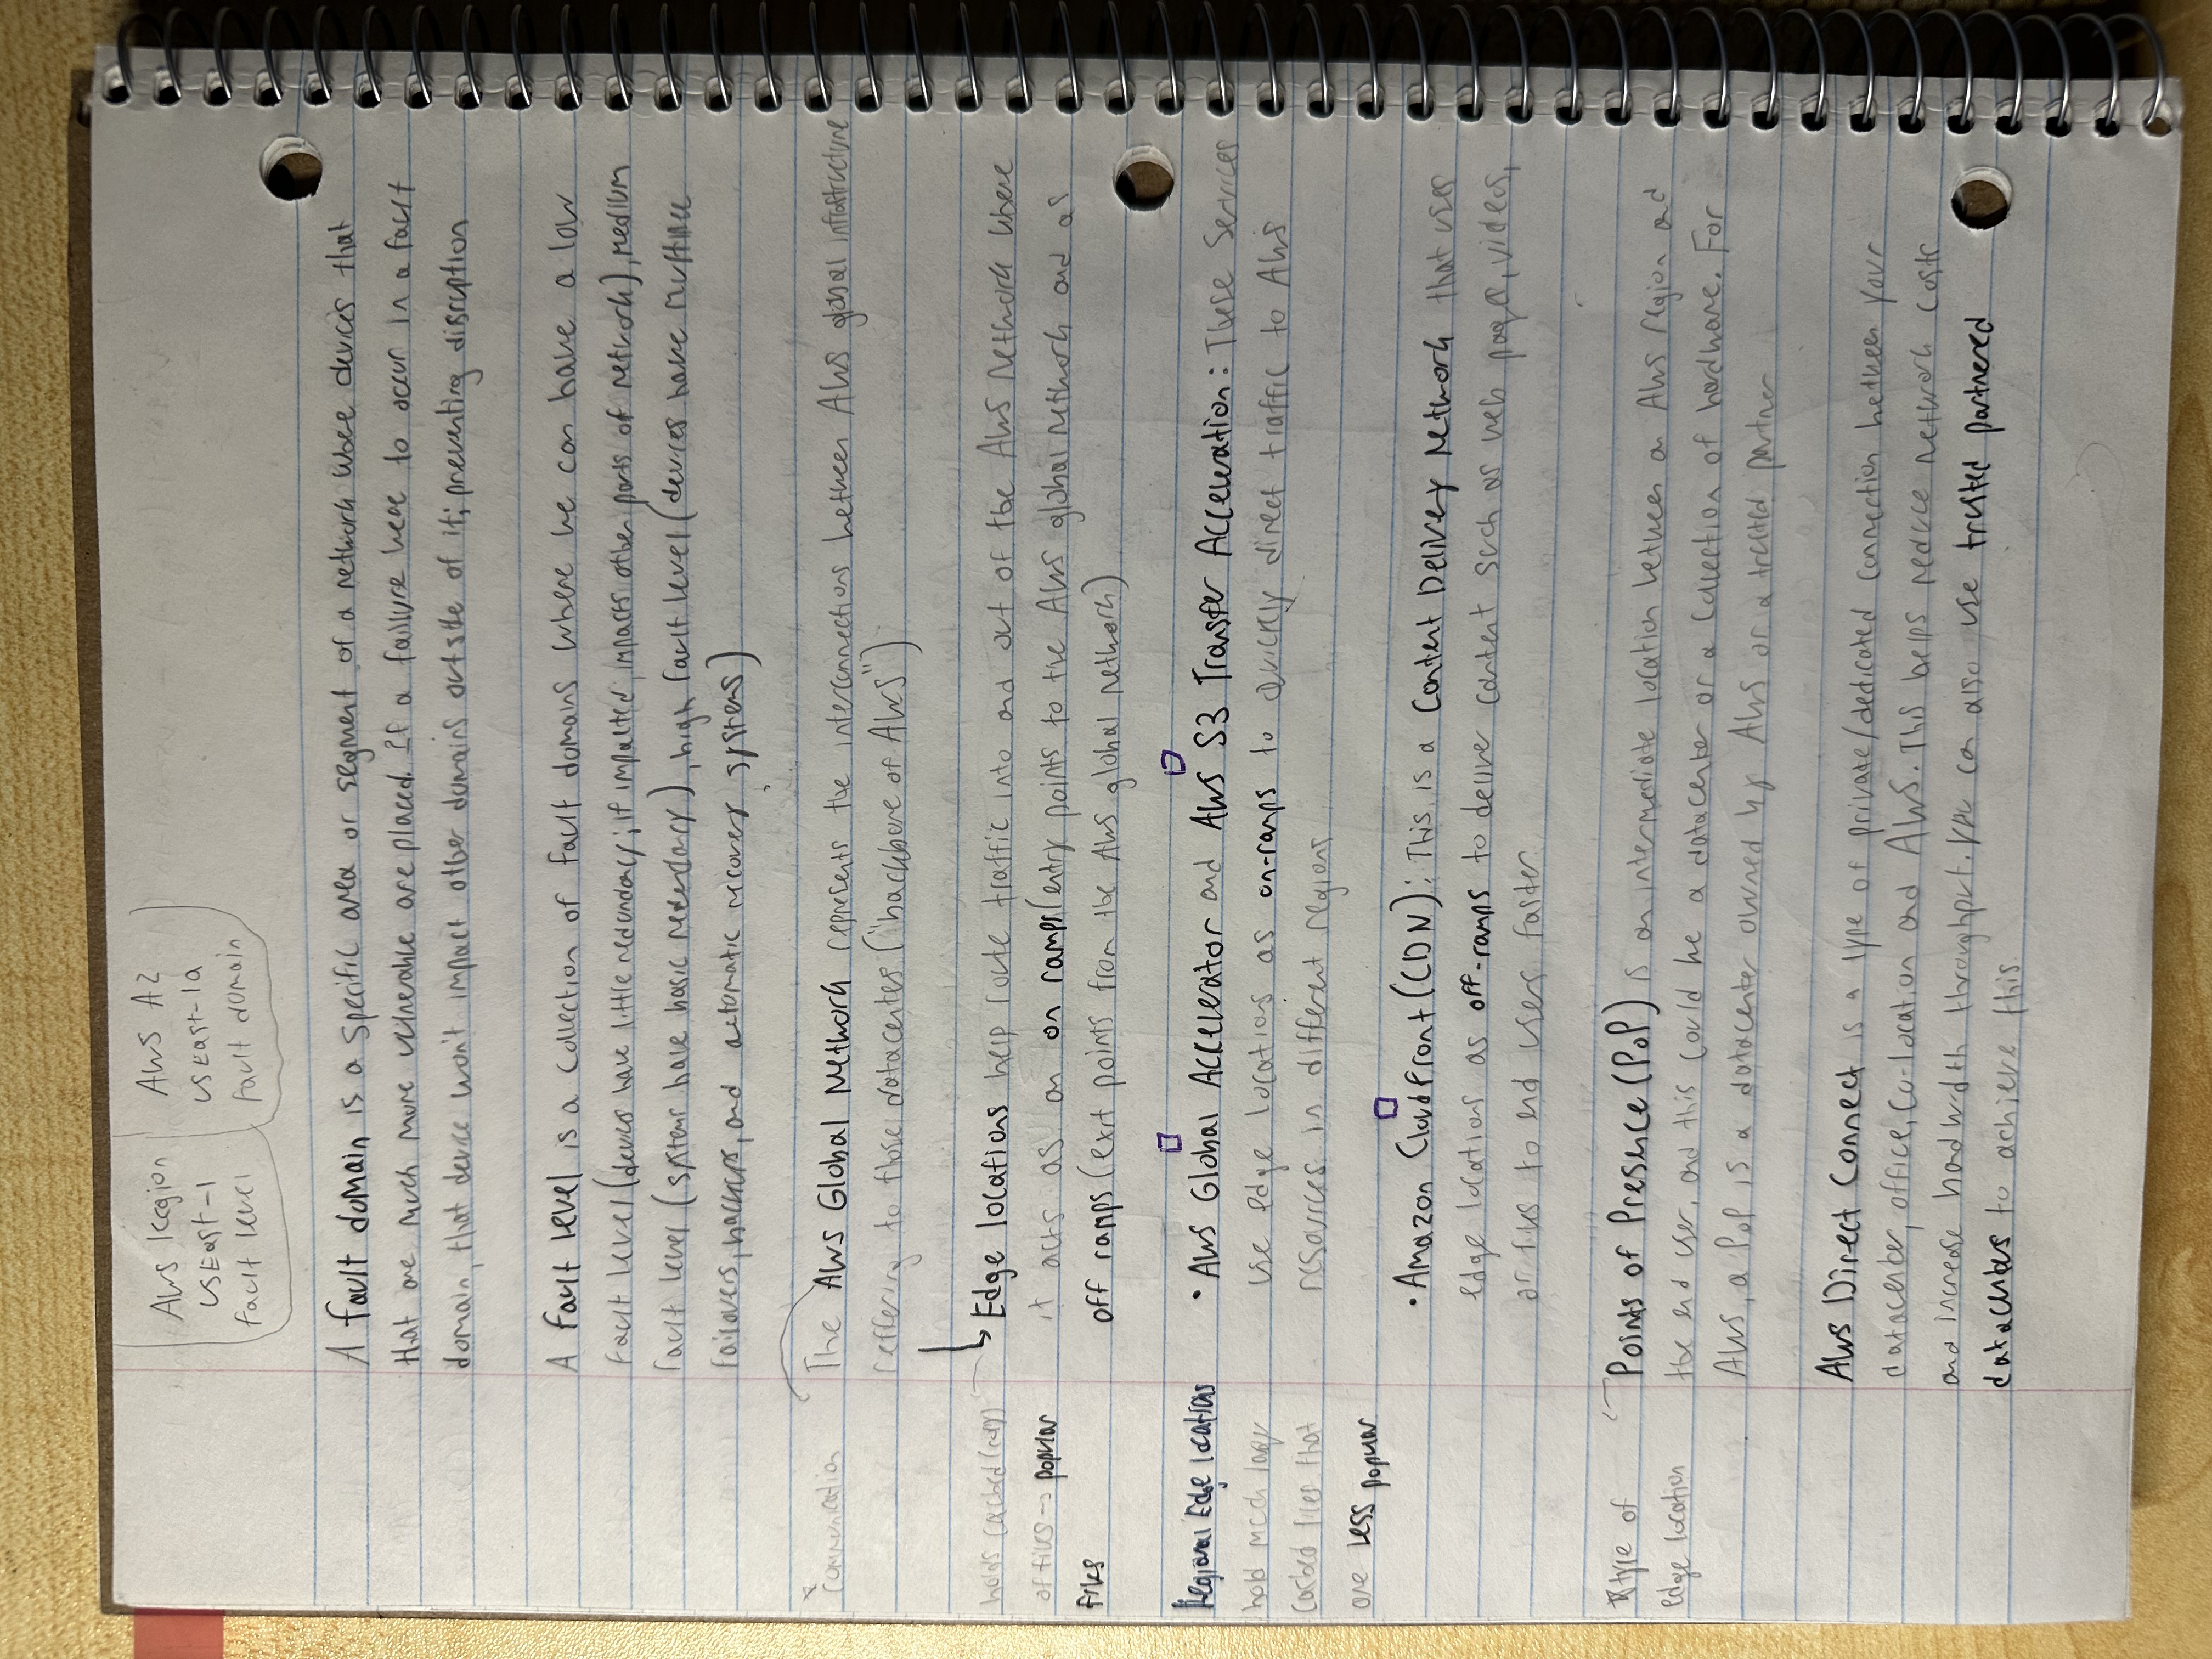 AWS Region
USEast-1
fault level
AWS AZ
USEast-1a
fault domain
A fault domain is a specific area or segment of a network where devices that
that are much more vulnerable are placed. If a failure were to occur in a fault
domain, that device won't impact other domains outside of it; preventing disruption
A fault level is a collection of fault domains where we can have a low
fault level (devices have little redundancy; if impacted, impacts other parts of network), medium
fault level (systems have basic redundancy), high fault level (devices have multiple
failovers, backups, and automatic recovery systems)
communication
The AWS Global Network represents the interconnections between AWS global infrastructure
reffering to those datacenters ("backbone of AWS")
holds cached (copy)
of files → popular
files
Edge locations help route traffic into and out of the AWS Network where
it acts as an on ramps (entry points to the AWS global network and as
off ramps (exit points from the AWS global network)
Regional Edge locations
hold much larger
cached files that
are less popular
• AWS Global Accelerator and AWS S3 Transfer Acceleration: These Services
use edge locations as on-ramps to quickly direct traffic to AWS
resources in different regions
• Amazon CloudFront (CDN): This is a Content Delivery Network that uses
edge locations as off-ramps to deliver content such as web pages, videos,
or files to end users faster.
*type of
edge location
Points of Presence (PoP) is an intermediate location between an AWS region and
the end user, and this could be a datacenter or a collection of hardware. For
AWS, a PoP is a datacenter owned by AWS or a trusted partner
AWS Direct Connect is a type of private/dedicated connection between your
datacenter, office, co-location and AWS. This helps reduce network costs
and increase bandwidth throughput. You can also use trusted partnered
datacenters to achieve this.